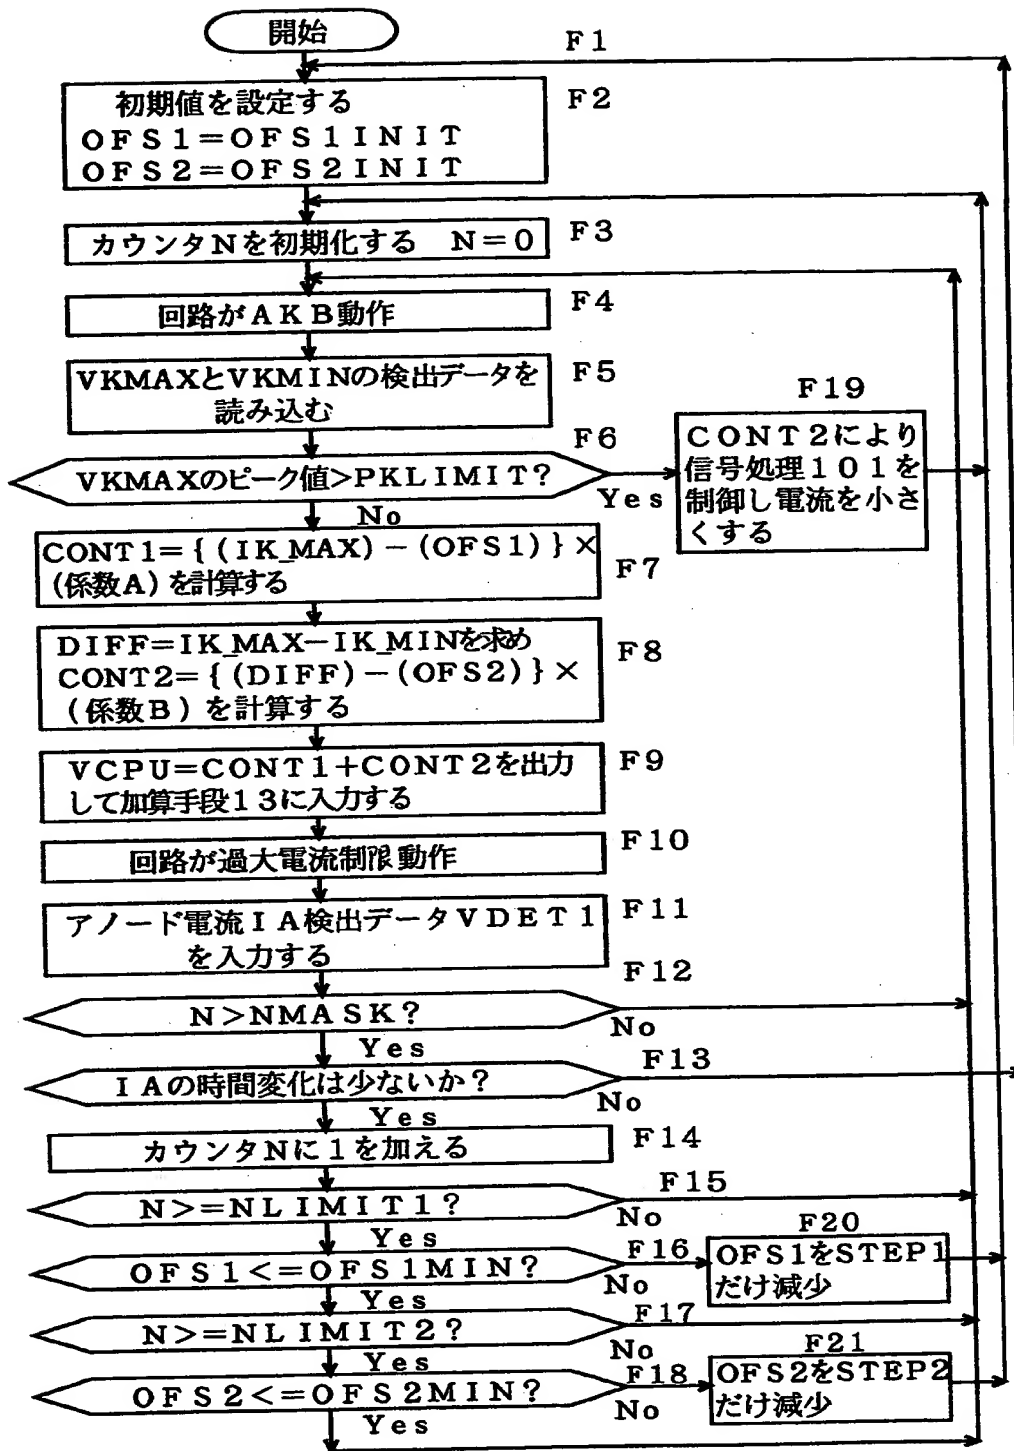 開始
F1
初期値を設定する
OFS1=OFS1INIT
OFS2=OFS2INIT
F2
カウンタNを初期化する N=0
F3
回路がAKB動作
F4
VKMAXとVKMINの検出データを
読み込む
F5
F6
VKMAXのピーク値>PKLIMIT?
Yes
No
F19
CONT2により
信号処理101を
制御し電流を小さ
くする
CONT1={(IK_MAX)-(OFS1)}×
(係数A)を計算する
F7
DIFF=IK_MAX-IK_MINを求め
CONT2={(DIFF)-(OFS2)}×
(係数B)を計算する
F8
VCPU=CONT1+CONT2を出力
して加算手段13に入力する
F9
回路が過大電流制限動作
F10
アノード電流IA検出データVDET1
を入力する
F11
F12
N>NMASK?
No
Yes
F13
IAの時間変化は少ないか?
No
Yes
カウンタNに1を加える
F14
F15
N>=NLIMIT1?
No
Yes
F16
OFS1<=OFS1MIN?
No
Yes
F20
OFS1をSTEP1
だけ減少
F17
N>=NLIMIT2?
No
Yes
F18
OFS2<=OFS2MIN?
No
Yes
F21
OFS2をSTEP2
だけ減少